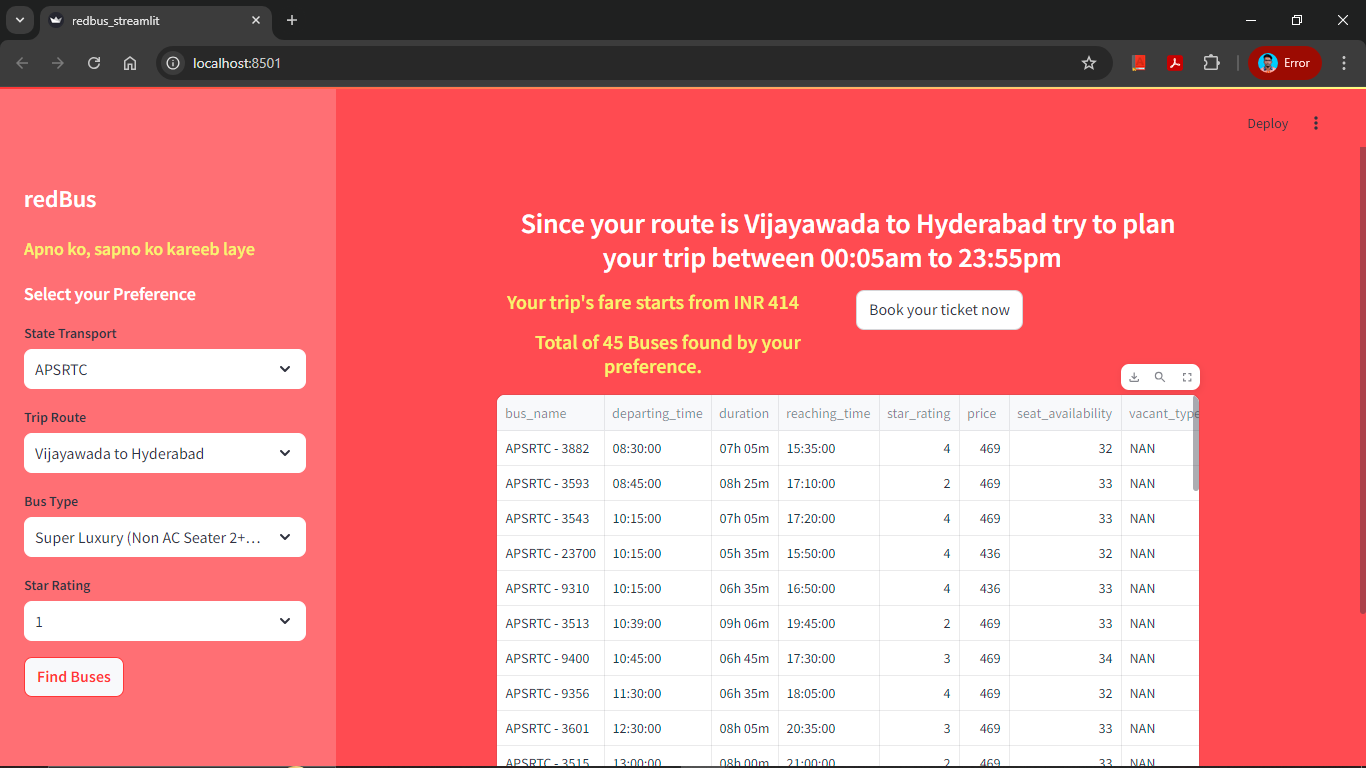 redbus_streamlit
localhost:8501
Error
Deploy
redBus
Apno ko, sapno ko kareeb laye
Select your Preference
State Transport
APSRTC
Trip Route
Vijayawada to Hyderabad
Bus Type
Super Luxury (Non AC Seater 2+...
Star Rating
1
Find Buses
Since your route is Vijayawada to Hyderabad try to plan
your trip between 00:05am to 23:55pm
Your trip's fare starts from INR 414
Book your ticket now
Total of 45 Buses found by your
preference.
bus_name departing_time duration reaching_time star_rating price seat_availability vacant_type
APSRTC - 3882 08:30:00 07h 05m 15:35:00 4 469 32 NAN
APSRTC - 3593 08:45:00 08h 25m 17:10:00 2 469 33 NAN
APSRTC - 3543 10:15:00 07h 05m 17:20:00 4 469 33 NAN
APSRTC - 23700 10:15:00 05h 35m 15:50:00 4 436 32 NAN
APSRTC - 9310 10:15:00 06h 35m 16:50:00 4 436 33 NAN
APSRTC - 3513 10:39:00 09h 06m 19:45:00 2 469 33 NAN
APSRTC - 9400 10:45:00 06h 45m 17:30:00 3 469 34 NAN
APSRTC - 9356 11:30:00 06h 35m 18:05:00 4 469 32 NAN
APSRTC - 3601 12:30:00 08h 05m 20:35:00 3 469 33 NAN
APSRTC - 3515 13:00:00 08h 00m 21:00:00 2 469 33 NAN